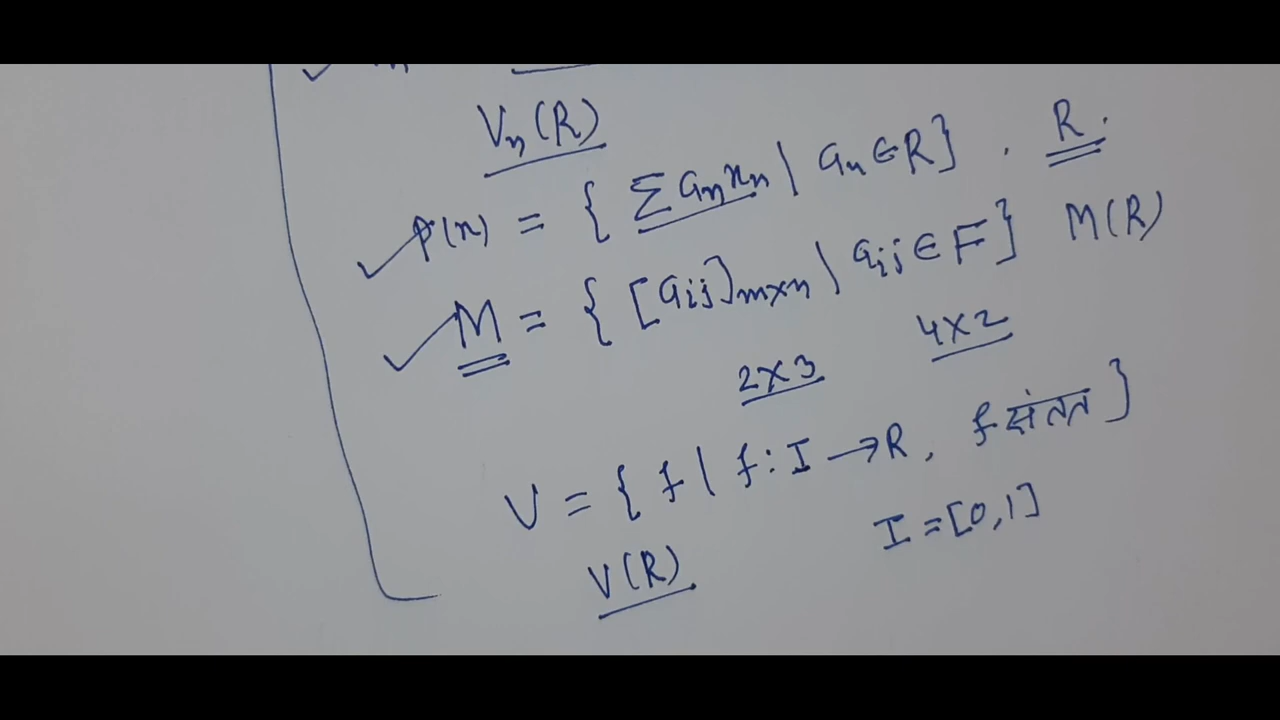 Vn(R)
P(x) = { Σ anxn | an ∈ R } . R.
M = { [aij]m×n | aij ∈ F } M(R)
2×3 4×2
V = { f | f: I → R, f संतत }
V(R) I = [0,1]